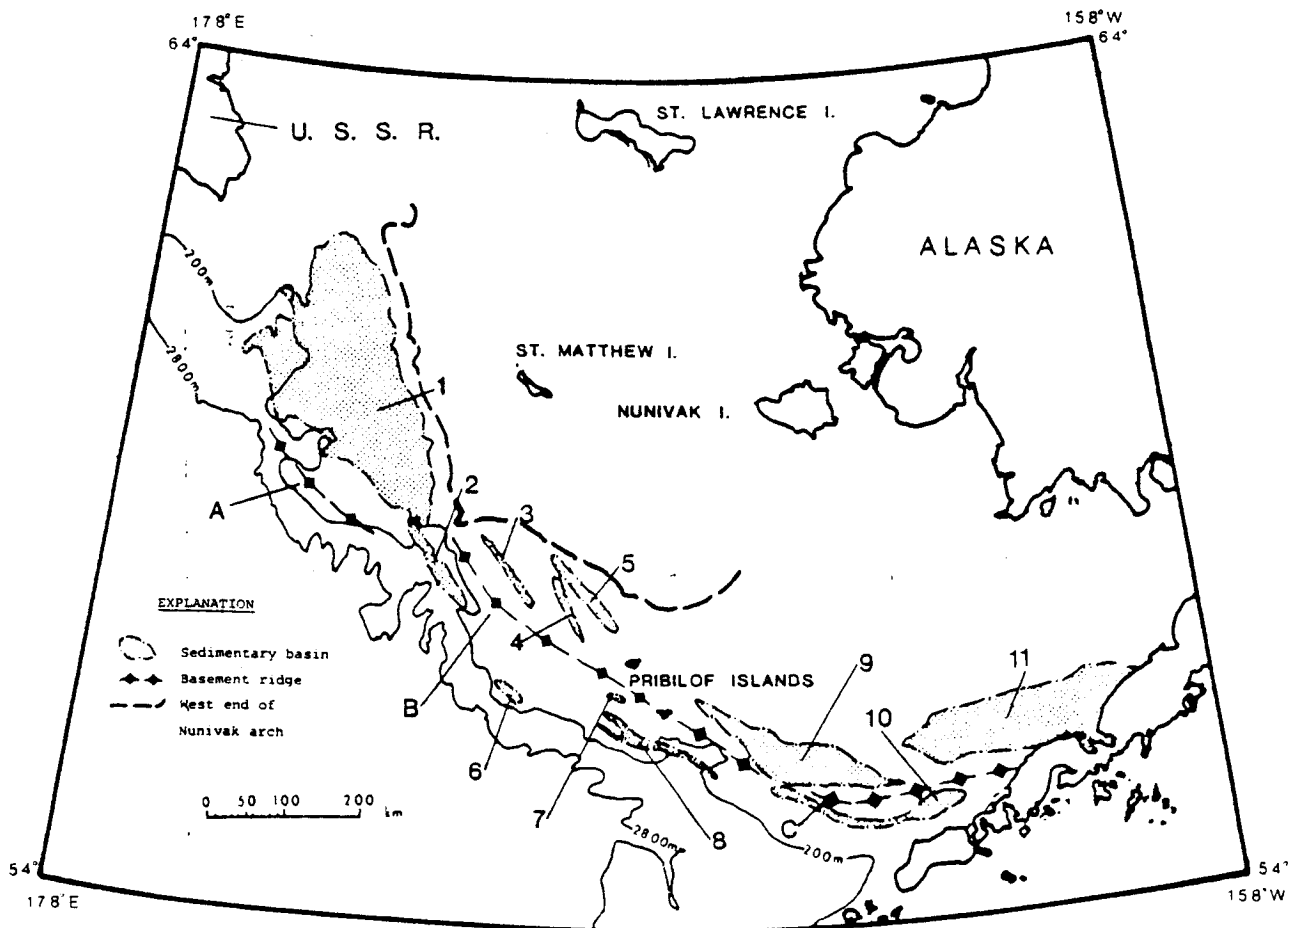 178°E
158°W
64°
64°
ST. LAWRENCE I.
U. S. S. R.
ALASKA
200m
2800m
ST. MATTHEW I.
1
NUNIVAK I.
2
A
3
5
EXPLANATION
4
Sedimentary basin
Basement ridge
West end of
Nunivak arch
B
PRIBILOF ISLANDS
9
11
10
6
0 50 100 200 km
7
8
C
2800m
200m
54°
54°
178°E
158°W